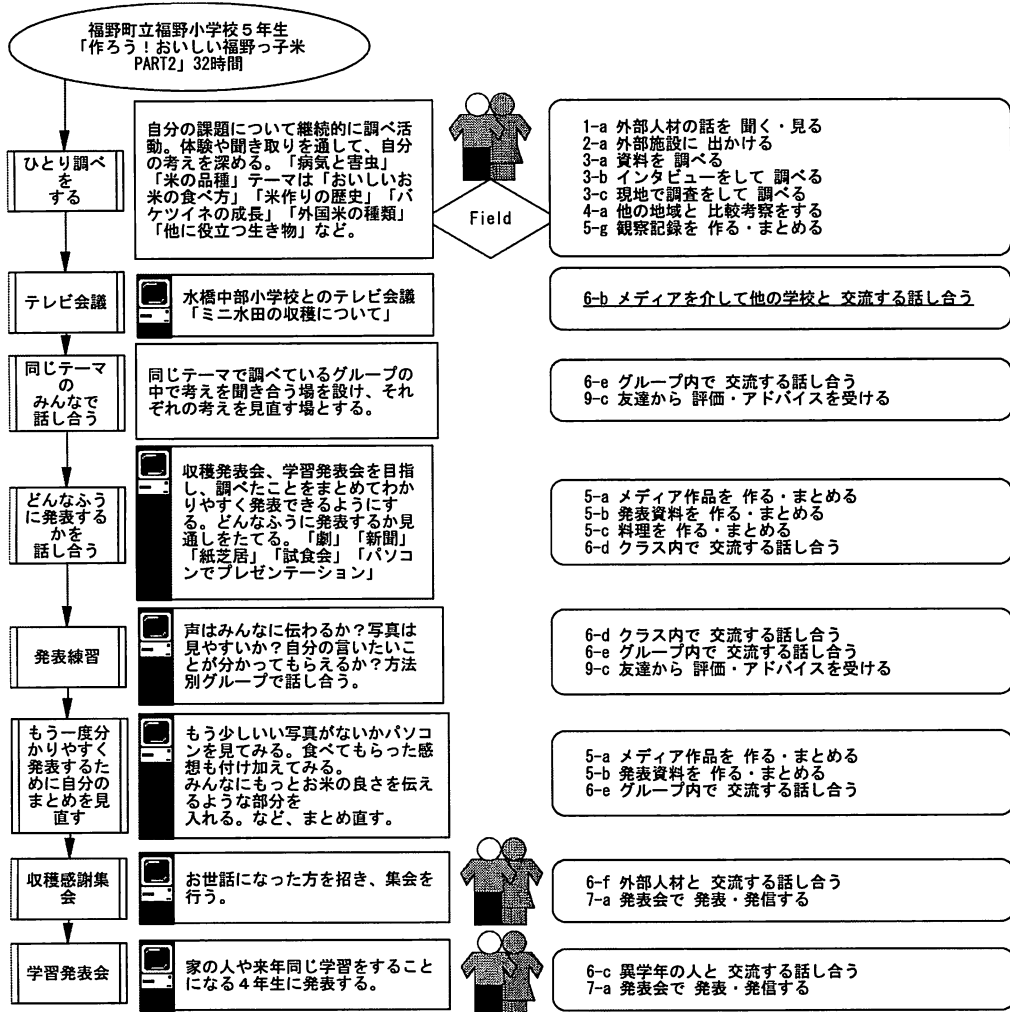 福野町立福野小学校５年生
「作ろう！おいしい福野っ子米
PART2」32時間
ひとり調べ
を
する
自分の課題について継続的に調べ活
動。体験や聞き取りを通して、自分
の考えを深める。「病気と害虫」
「米の品種」テーマは「おいしいお
米の食べ方」「米作りの歴史」「バ
ケツイネの成長」「外国米の種類」
「他に役立つ生き物」など。
Field
1-a 外部人材の話を 聞く・見る
2-a 外部施設に 出かける
3-a 資料を 調べる
3-b インタビューをして 調べる
3-c 現地で調査をして 調べる
4-a 他の地域と 比較考察をする
5-g 観察記録を 作る・まとめる
テレビ会議
水橋中部小学校とのテレビ会議
「ミニ水田の収穫について」
6-b メディアを介して他の学校と 交流する話し合う
同じテーマ
の
みんなで
話し合う
同じテーマで調べているグループの
中で考えを聞き合う場を設け、それ
ぞれの考えを見直す場とする。
6-e グループ内で 交流する話し合う
9-c 友達から 評価・アドバイスを受ける
どんなふう
に発表する
かを
話し合う
収穫発表会、学習発表会を目指
し、調べたことをまとめてわか
りやすく発表できるようにす
る。どんなふうに発表するか見
通しをたてる。「劇」「新聞」
「紙芝居」「試食会」「パソコ
ンでプレゼンテーション」
5-a メディア作品を 作る・まとめる
5-b 発表資料を 作る・まとめる
5-c 料理を 作る・まとめる
6-d クラス内で 交流する話し合う
発表練習
声はみんなに伝わるか？写真は
見やすいか？自分の言いたいこ
とが分かってもらえるか？方法
別グループで話し合う。
6-d クラス内で 交流する話し合う
6-e グループ内で 交流する話し合う
9-c 友達から 評価・アドバイスを受ける
もう一度分
かりやすく
発表するた
めに自分の
まとめを見
直す
もう少しいい写真がないかパソコ
ンを見てみる。食べてもらった感
想も付け加えてみる。
みんなにもっとお米の良さを伝え
るような部分を
入れる。など、まとめ直す。
5-a メディア作品を 作る・まとめる
5-b 発表資料を 作る・まとめる
6-e グループ内で 交流する話し合う
収穫感謝集
会
お世話になった方を招き、集会を
行う。
6-f 外部人材と 交流する話し合う
7-a 発表会で 発表・発信する
学習発表会
家の人や来年同じ学習をすること
になる４年生に発表する。
6-c 異学年の人と 交流する話し合う
7-a 発表会で 発表・発信する